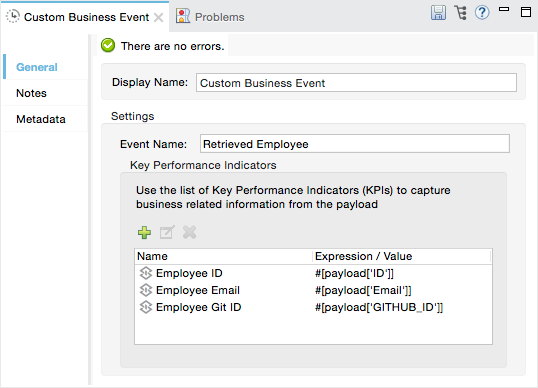 Custom Business Event
Problems
There are no errors.
General
Notes
Metadata
Display Name: Custom Business Event
Settings
Event Name: Retrieved Employee
Key Performance Indicators
Use the list of Key Performance Indicators (KPIs) to capture
business related information from the payload
Name Expression / Value
Employee ID #[payload['ID']]
Employee Email #[payload['Email']]
Employee Git ID #[payload['GITHUB_ID']]